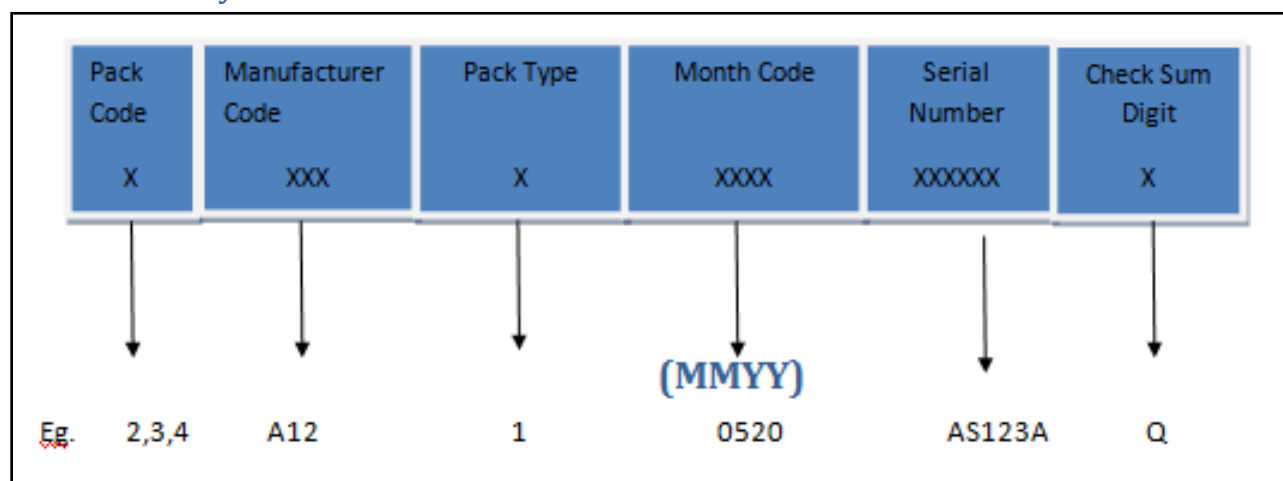 Pack Code
X
Manufacturer Code
XXX
Pack Type
X
Month Code
XXXX
Serial Number
XXXXXX
Check Sum Digit
X
(MMYY)
Eg. 2,3,4 A12 1 0520 AS123A Q